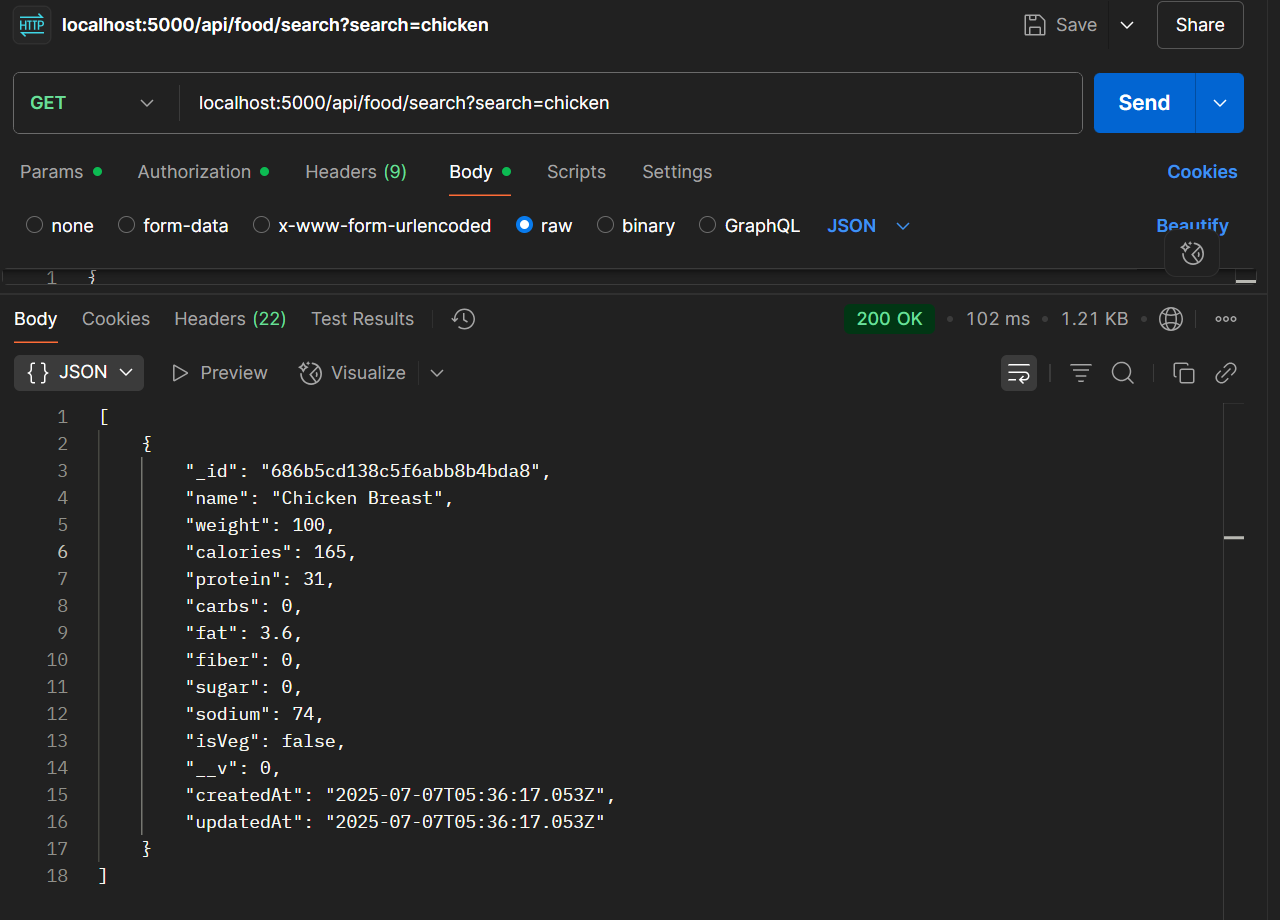 HTTP localhost:5000/api/food/search?search=chicken Save Share
GET localhost:5000/api/food/search?search=chicken Send
Params Authorization Headers (9) Body Scripts Settings Cookies
none form-data x-www-form-urlencoded raw binary GraphQL JSON Beautify
1 {
Body Cookies Headers (22) Test Results 200 OK • 102 ms • 1.21 KB •
{} JSON Preview Visualize
1 [
2 {
3 "_id": "686b5cd138c5f6abb8b4bda8",
4 "name": "Chicken Breast",
5 "weight": 100,
6 "calories": 165,
7 "protein": 31,
8 "carbs": 0,
9 "fat": 3.6,
10 "fiber": 0,
11 "sugar": 0,
12 "sodium": 74,
13 "isVeg": false,
14 "__v": 0,
15 "createdAt": "2025-07-07T05:36:17.053Z",
16 "updatedAt": "2025-07-07T05:36:17.053Z"
17 }
18 ]